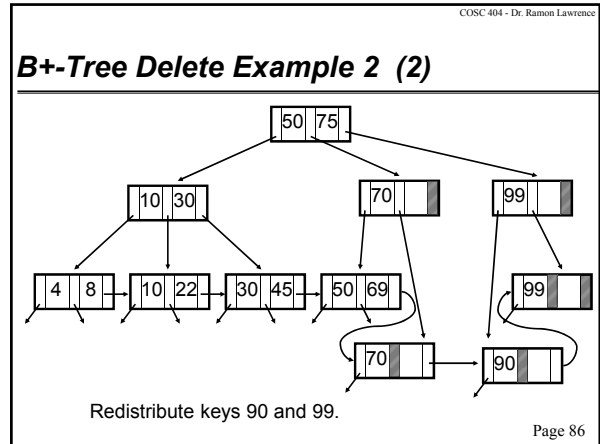 COSC 404 - Dr. Ramon Lawrence
B+-Tree Delete Example 2 (2)
50 75
10 30 70 99
4 8 10 22 30 45 50 69 99
70 90
Redistribute keys 90 and 99.
Page 86